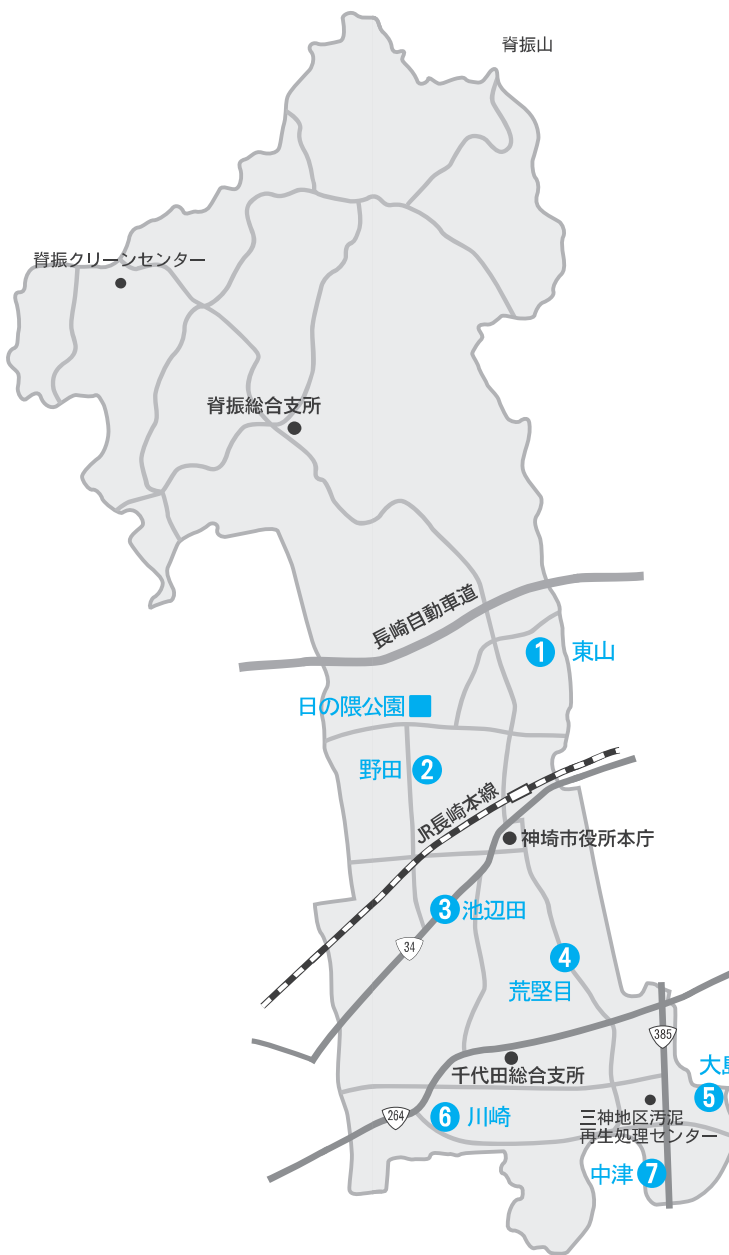 脊振山
脊振クリーンセンター
脊振総合支所
長崎自動車道
1 東山
日の隈公園
野田 2
JR長崎本線
神埼市役所本庁
3 池辺田
34
4
荒堅目
385
千代田総合支所
大島
5
264
6 川崎
三神地区汚泥
再生処理センター
中津 7